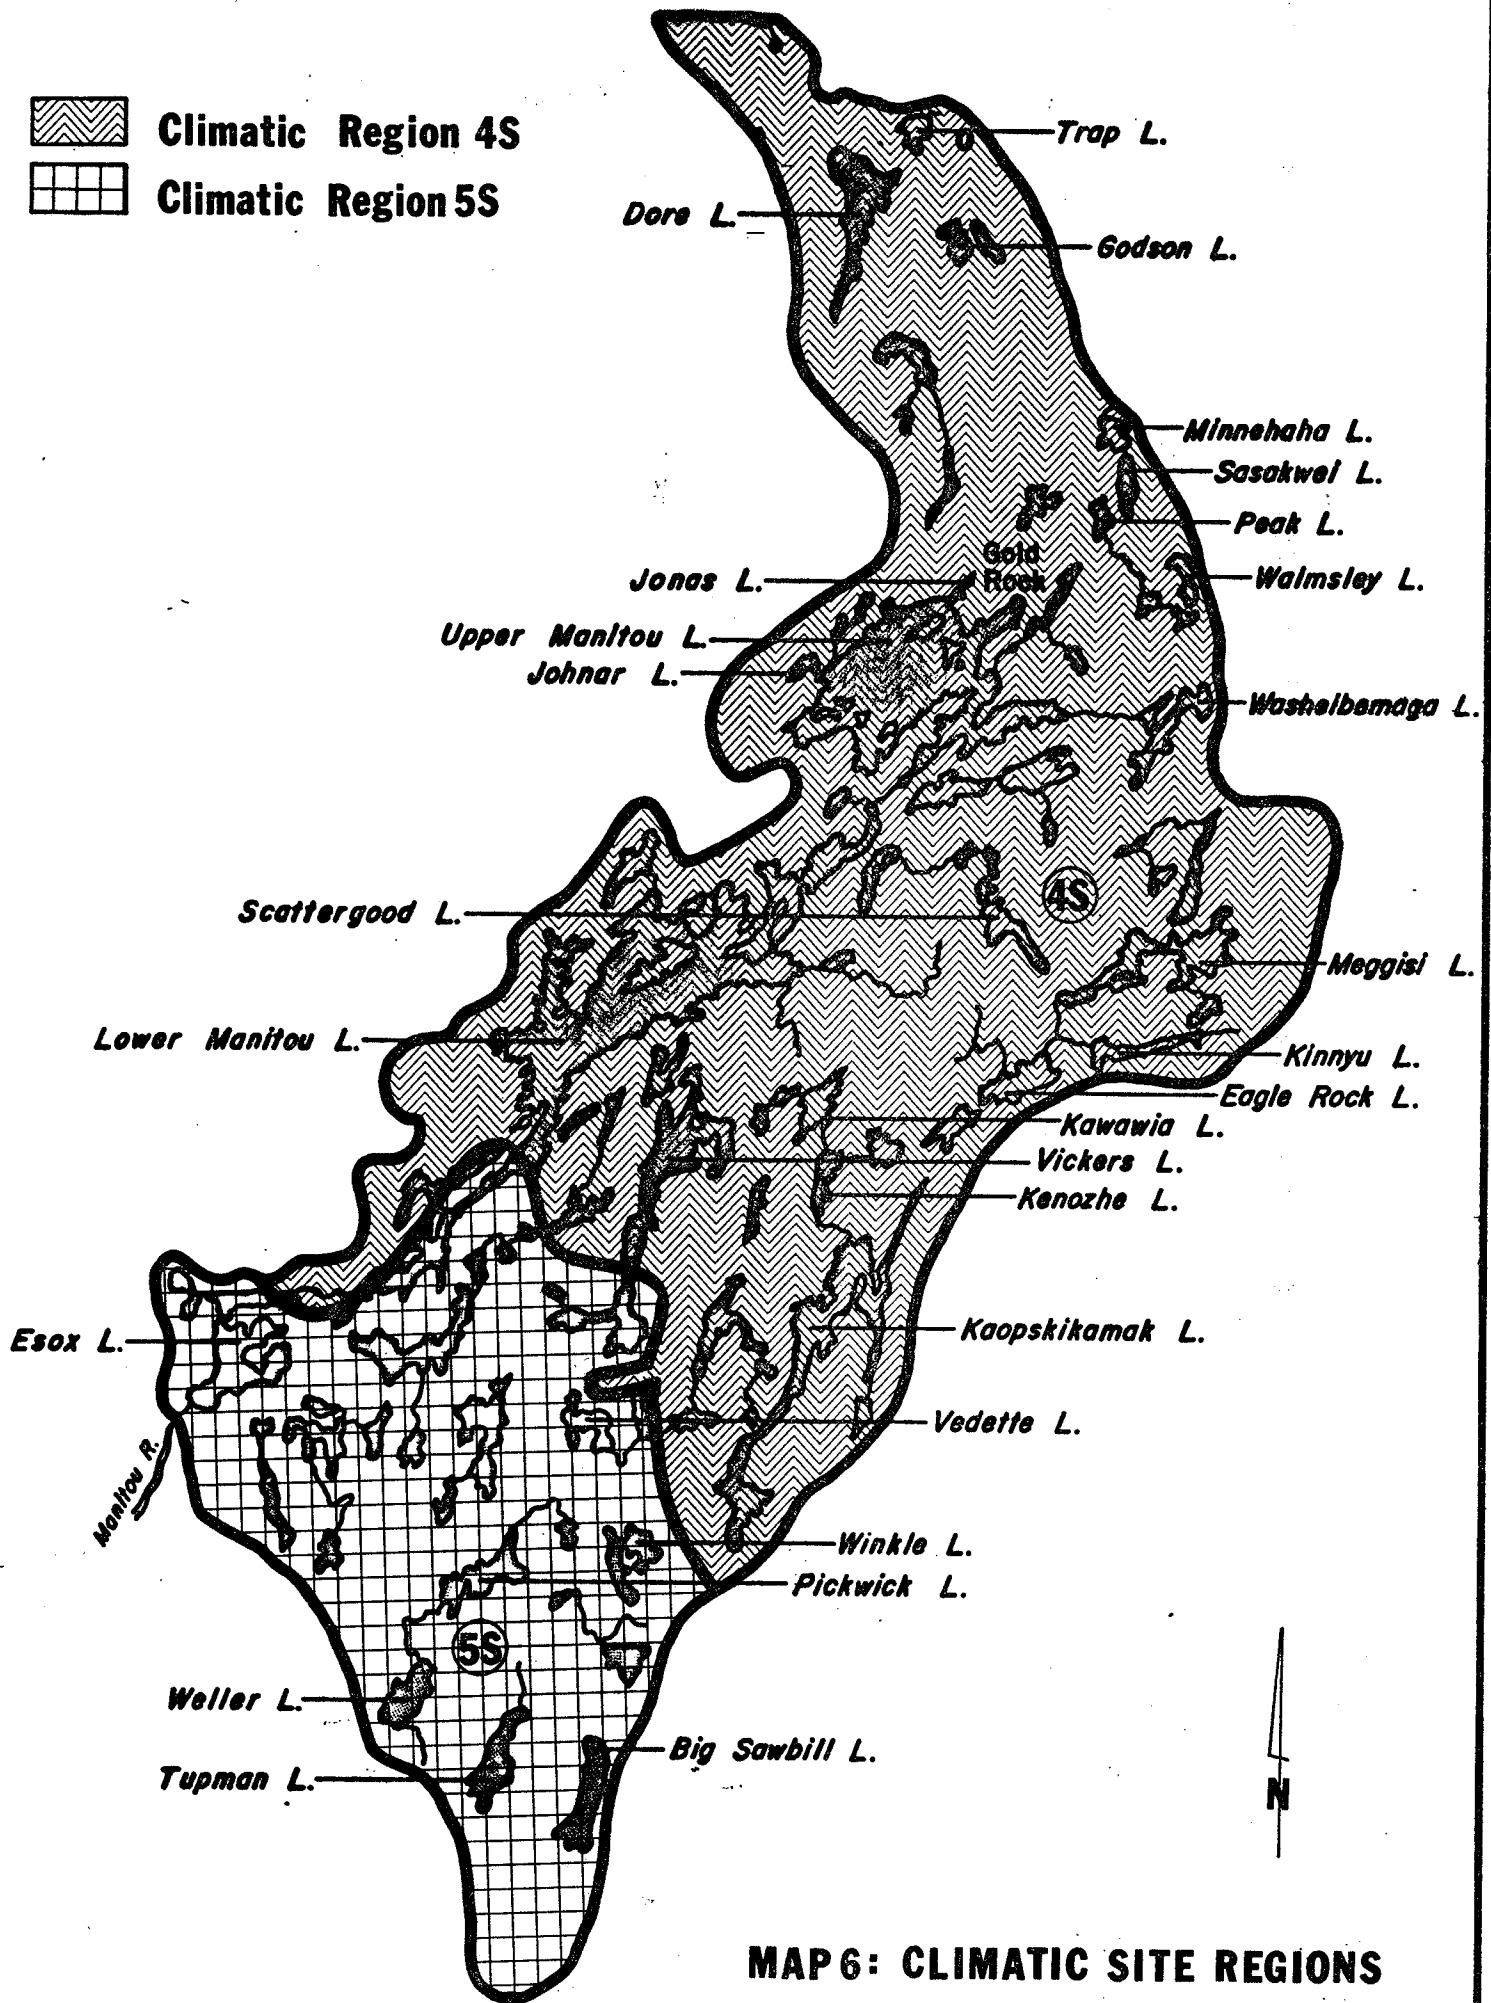 Climatic Region 4S
Climatic Region 5S
Trap L.
Dore L.
Godson L.
Minnehaha L.
Sasakwei L.
Peak L.
Gold
Rock
Jonas L.
Walmsley L.
Upper Manitou L.
Johnar L.
Washeibemaga L.
4S
Scattergood L.
Meggisi L.
Lower Manitou L.
Kinnyu L.
Eagle Rock L.
Kawawia L.
Vickers L.
Kenozhe L.
Esox L.
Kaopskikamak L.
Vedette L.
Manitou R.
Winkle L.
Pickwick L.
5S
Weller L.
Big Sawbill L.
Tupman L.
N
MAP 6: CLIMATIC SITE REGIONS